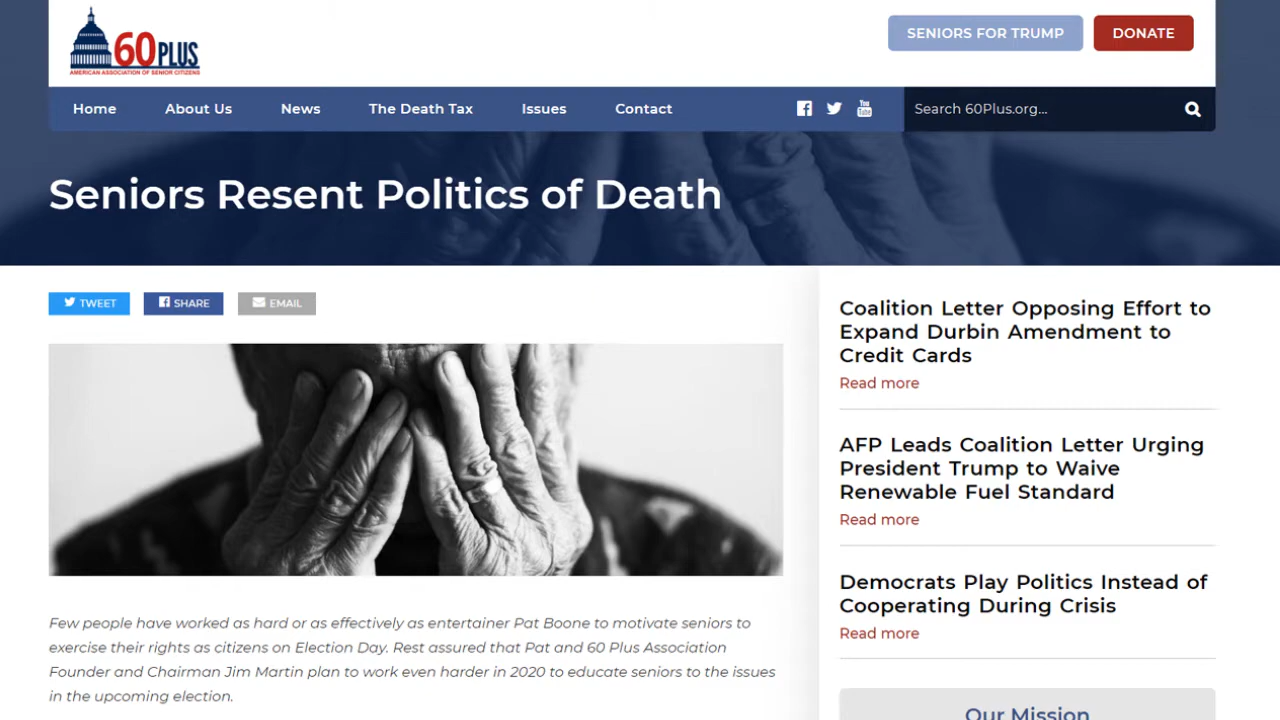 60 PLUS
AMERICAN ASSOCIATION OF SENIOR CITIZENS
SENIORS FOR TRUMP
DONATE
Home
About Us
News
The Death Tax
Issues
Contact
You
Tube
Search 60Plus.org...
Seniors Resent Politics of Death
TWEET
SHARE
EMAIL
Few people have worked as hard or as effectively as entertainer Pat Boone to motivate seniors to
exercise their rights as citizens on Election Day. Rest assured that Pat and 60 Plus Association
Founder and Chairman Jim Martin plan to work even harder in 2020 to educate seniors to the issues
in the upcoming election.
Coalition Letter Opposing Effort to
Expand Durbin Amendment to
Credit Cards
Read more
AFP Leads Coalition Letter Urging
President Trump to Waive
Renewable Fuel Standard
Read more
Democrats Play Politics Instead of
Cooperating During Crisis
Read more
Our Mission